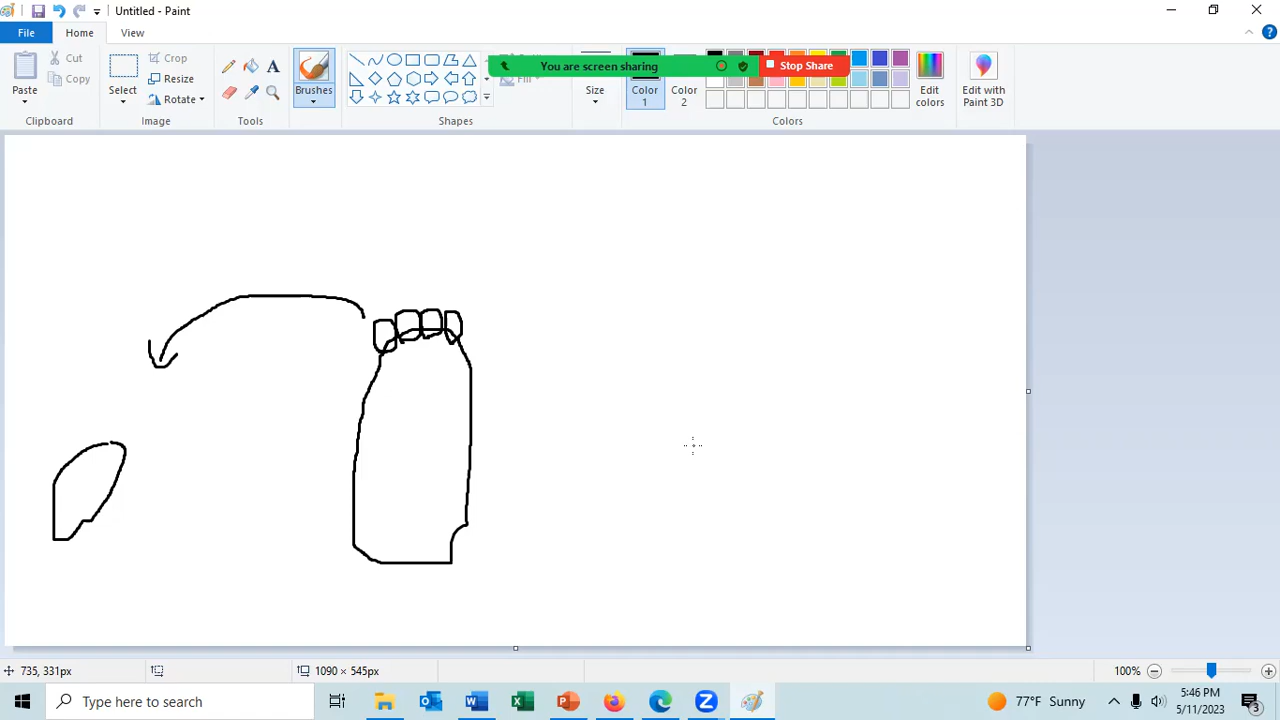 Untitled - Paint
File Home View
Paste
Cut
Copy
Clipboard
Select
Crop
Resize
Rotate
Image
A
Tools
Brushes
Shapes
Fill
You are screen sharing
Stop Share
Size
Color 1
Color 2
Colors
Edit colors
Edit with Paint 3D
735, 331px
1090 × 545px
100%
Type here to search
77°F Sunny
5:46 PM
5/11/2023
3